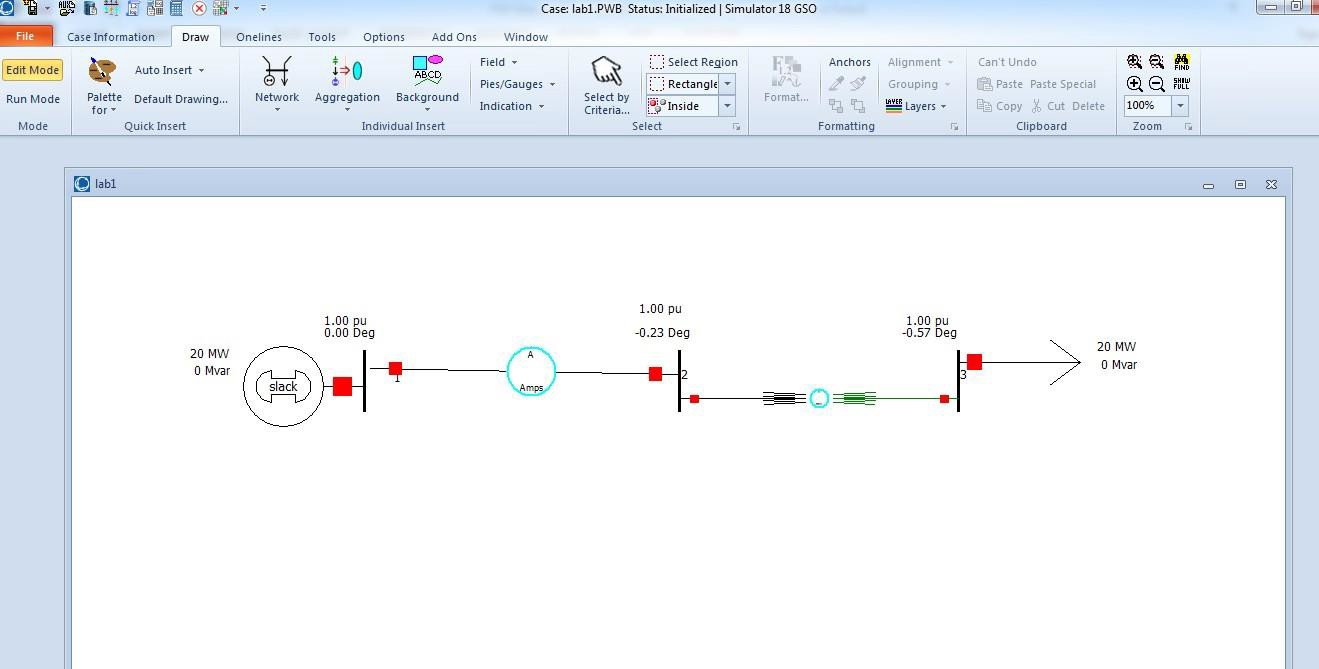 Case: lab1.PWB Status: Initialized | Simulator 18 GSO
File Case Information Draw Onelines Tools Options Add Ons Window
Edit Mode
Run Mode
Mode
Palette
for
Auto Insert
Default Drawing...
Quick Insert
Network
Aggregation
ABCD
Background
Field
Pies/Gauges
Indication
Individual Insert
Select by
Criteria...
Select Region
Rectangle
Inside
Select
Format...
Anchors
Alignment
Grouping
LAYER
Layers
Formatting
Can't Undo
Paste Paste Special
Copy Cut Delete
Clipboard
FIND
SHOW
FULL
100%
Zoom
lab1
1.00 pu
0.00 Deg
20 MW
0 Mvar
slack
1
A
Amps
1.00 pu
-0.23 Deg
2
1.00 pu
-0.57 Deg
3
20 MW
0 Mvar